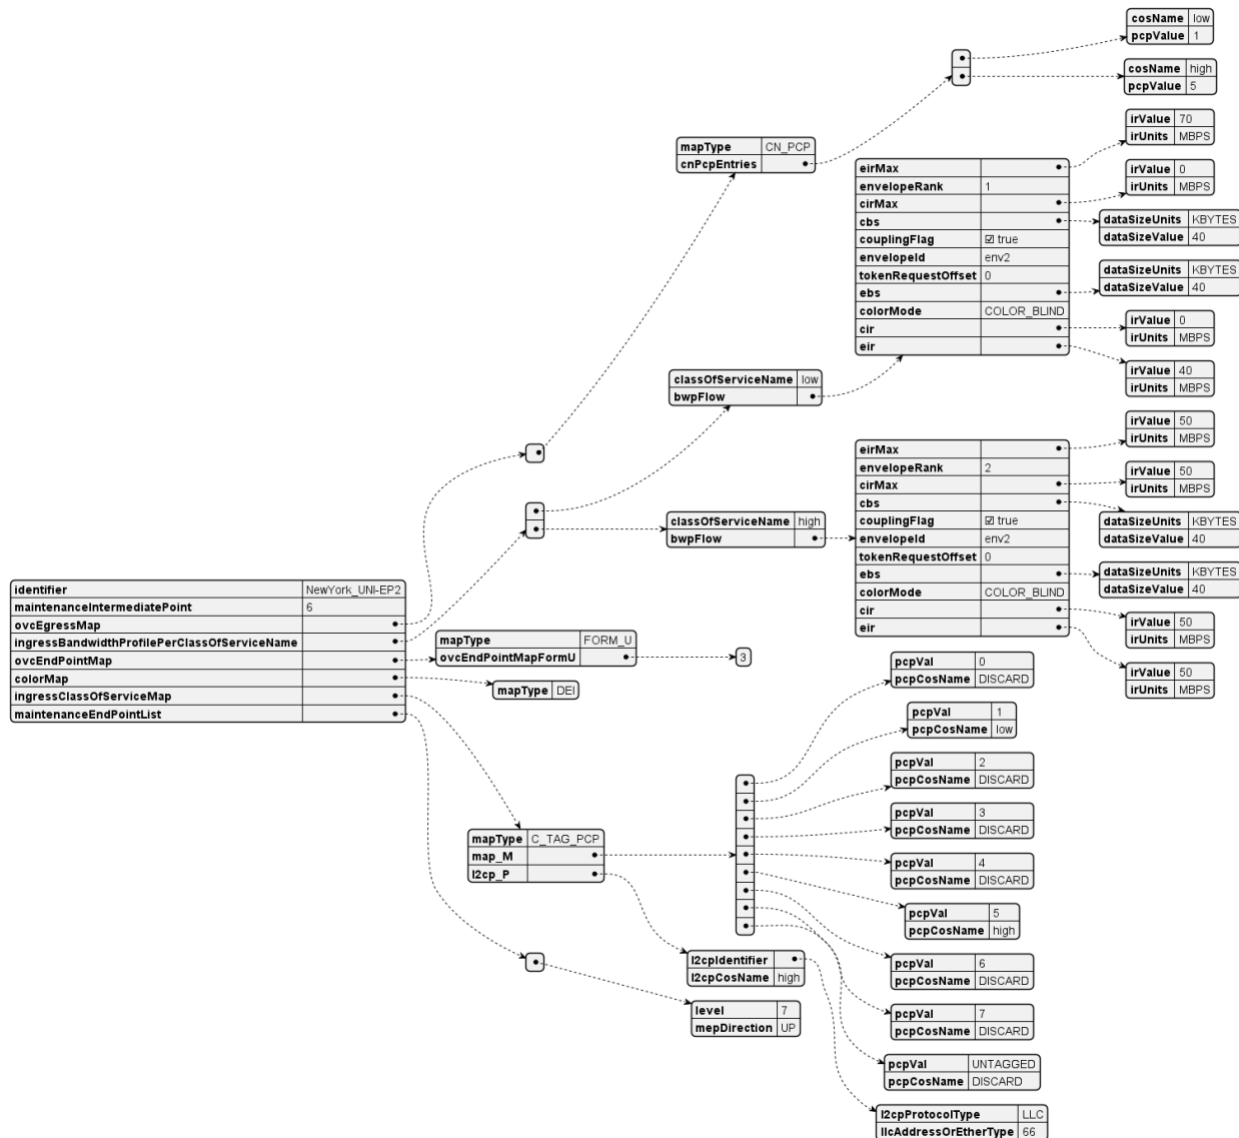 cosName low
pcpValue 1
cosName high
pcpValue 5
mapType CN_PCP
cnPcpEntries
irValue 70
irUnits MBPS
irValue 0
irUnits MBPS
dataSizeUnits KBYTES
dataSizeValue 40
dataSizeUnits KBYTES
dataSizeValue 40
irValue 0
irUnits MBPS
irValue 40
irUnits MBPS
eirMax
envelopeRank 1
cirMax
cbs
couplingFlag ☑ true
envelopeId env2
tokenRequestOffset 0
ebs
colorMode COLOR_BLIND
cir
eir
classOfServiceName low
bwpFlow
irValue 50
irUnits MBPS
irValue 50
irUnits MBPS
dataSizeUnits KBYTES
dataSizeValue 40
dataSizeUnits KBYTES
dataSizeValue 40
irValue 50
irUnits MBPS
irValue 50
irUnits MBPS
eirMax
envelopeRank 2
cirMax
cbs
couplingFlag ☑ true
envelopeId env2
tokenRequestOffset 0
ebs
colorMode COLOR_BLIND
cir
eir
classOfServiceName high
bwpFlow
identifier NewYork_UNI-EP2
maintenanceIntermediatePoint 6
ovcEgressMap
ingressBandwidthProfilePerClassOfServiceName
ovcEndPointMap
colorMap
ingressClassOfServiceMap
maintenanceEndPointList
mapType FORM_U
ovcEndPointMapFormU
3
mapType DEI
pcpVal 0
pcpCosName DISCARD
pcpVal 1
pcpCosName low
pcpVal 2
pcpCosName DISCARD
pcpVal 3
pcpCosName DISCARD
pcpVal 4
pcpCosName DISCARD
pcpVal 5
pcpCosName high
pcpVal 6
pcpCosName DISCARD
pcpVal 7
pcpCosName DISCARD
pcpVal UNTAGGED
pcpCosName DISCARD
mapType C_TAG_PCP
map_M
l2cp_P
l2cpIdentifier
l2cpCosName high
level 7
mepDirection UP
l2cpProtocolType LLC
llcAddressOrEtherType 66